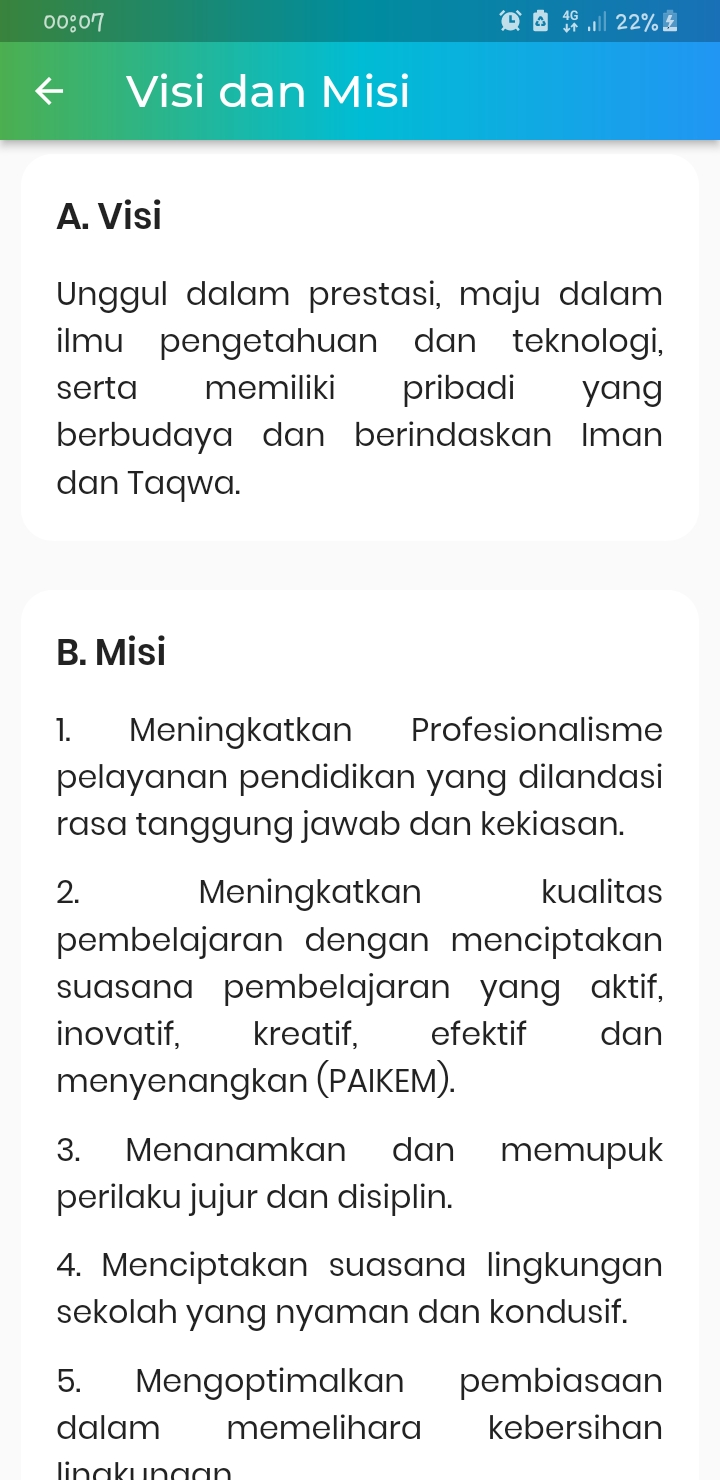 00:07
4G 22%
Visi dan Misi
A. Visi
Unggul dalam prestasi, maju dalam
ilmu pengetahuan dan teknologi,
serta memiliki pribadi yang
berbudaya dan berindaskan Iman
dan Taqwa.
B. Misi
1. Meningkatkan Profesionalisme
pelayanan pendidikan yang dilandasi
rasa tanggung jawab dan kekiasan.
2. Meningkatkan kualitas
pembelajaran dengan menciptakan
suasana pembelajaran yang aktif,
inovatif, kreatif, efektif dan
menyenangkan (PAIKEM).
3. Menanamkan dan memupuk
perilaku jujur dan disiplin.
4. Menciptakan suasana lingkungan
sekolah yang nyaman dan kondusif.
5. Mengoptimalkan pembiasaan
dalam memelihara kebersihan
lingkungan